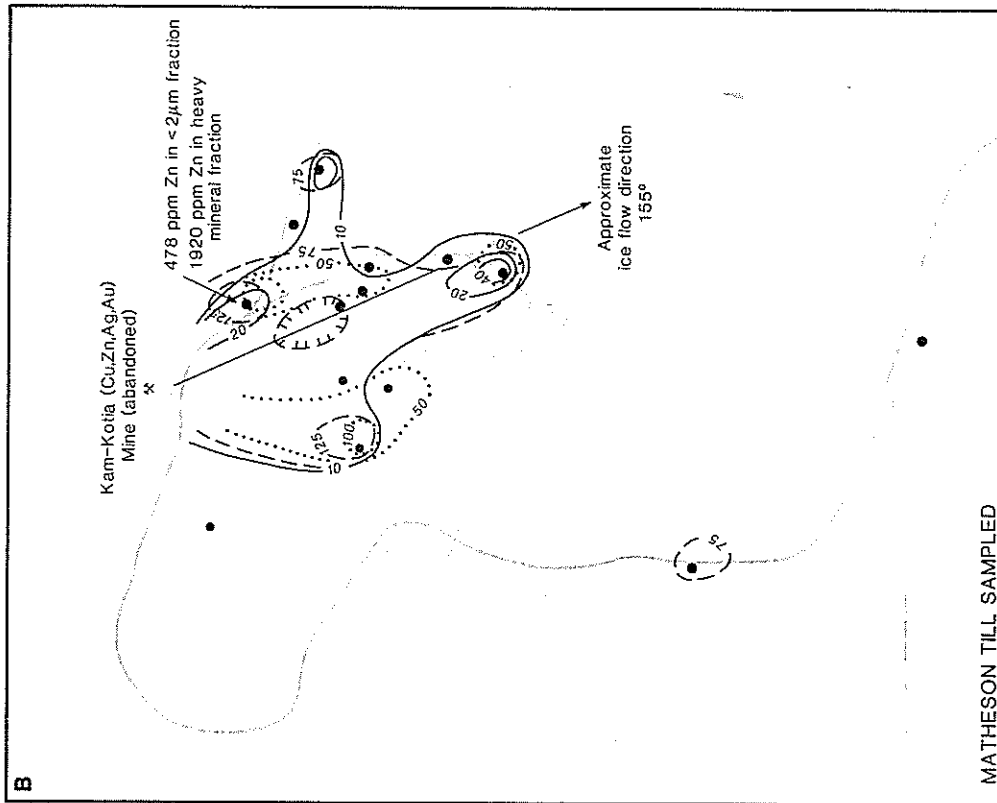 B
478 ppm Zn in < 2μm fraction
1920 ppm Zn in heavy
mineral fraction
Kam-Kotia (Cu,Zn,Ag,Au)
Mine (abandoned)
75
10
75
50
125
20
50
40
20
125
100
50
10
Approximate
ice flow direction
155°
75
MATHESON TILL SAMPLED